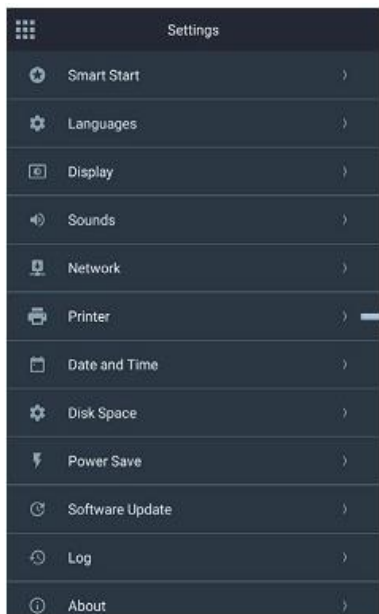 Settings
Smart Start
Languages
Display
Sounds
Network
Printer
Date and Time
Disk Space
Power Save
Software Update
Log
About